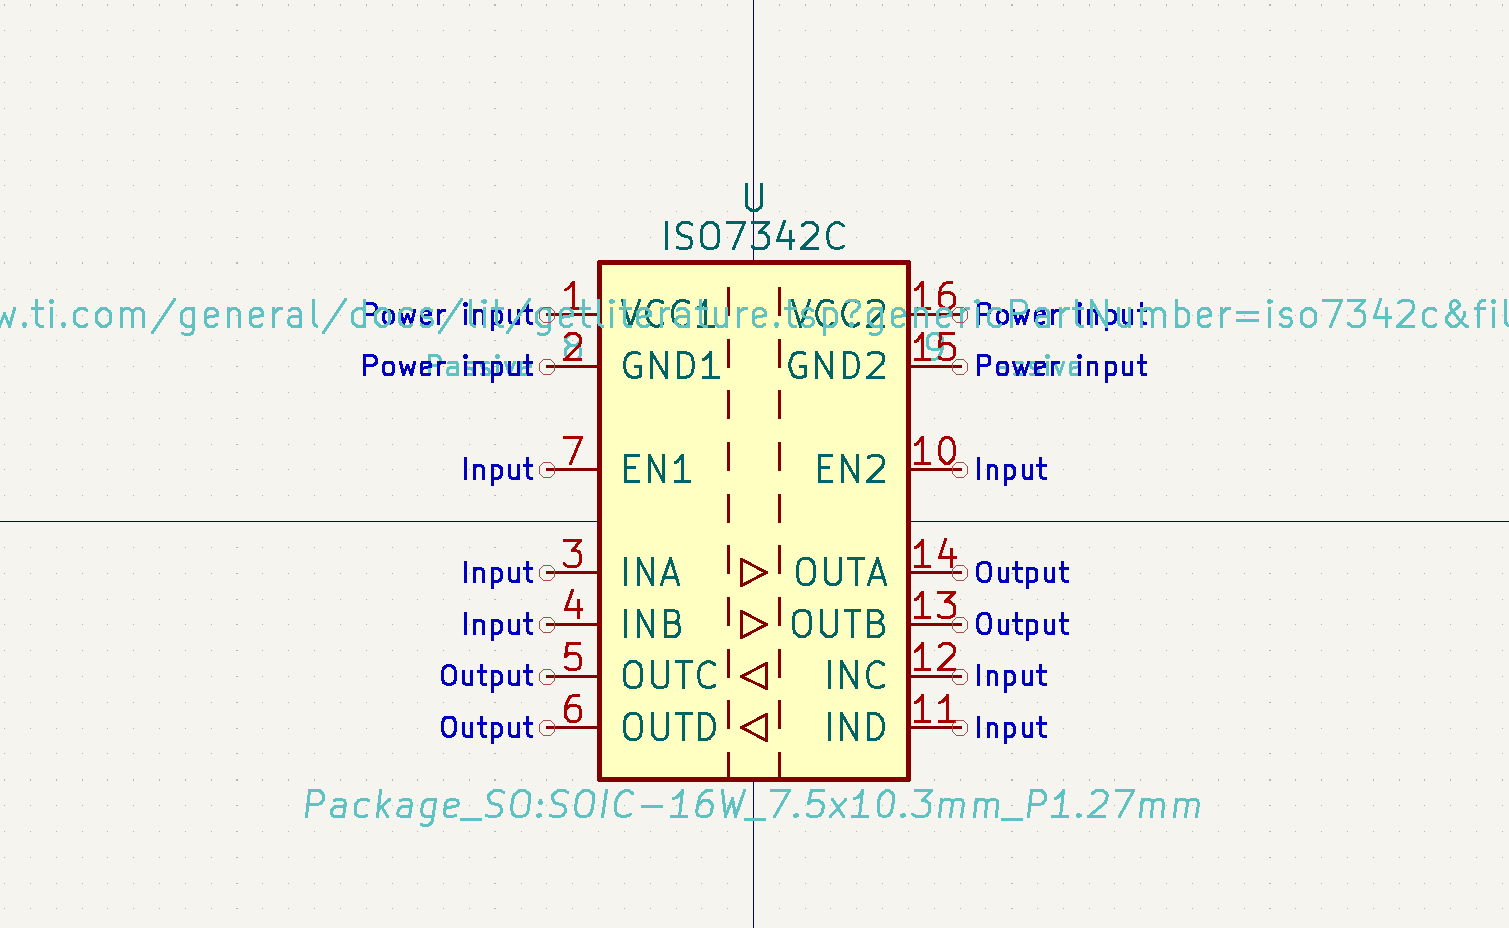 U
ISO7342C
w.ti.com/general/docs/lit/getliterature.tsp?genericPartNumber=iso7342c&fil
Power input 1 VCC1 VCC2 16 Power input
8 9
Passive Passive
Power input 2 GND1 GND2 15 Power input
Input 7 EN1 EN2 10 Input
Input 3 INA OUTA 14 Output
Input 4 INB OUTB 13 Output
Output 5 OUTC INC 12 Input
Output 6 OUTD IND 11 Input
Package_SO:SOIC-16W_7.5x10.3mm_P1.27mm